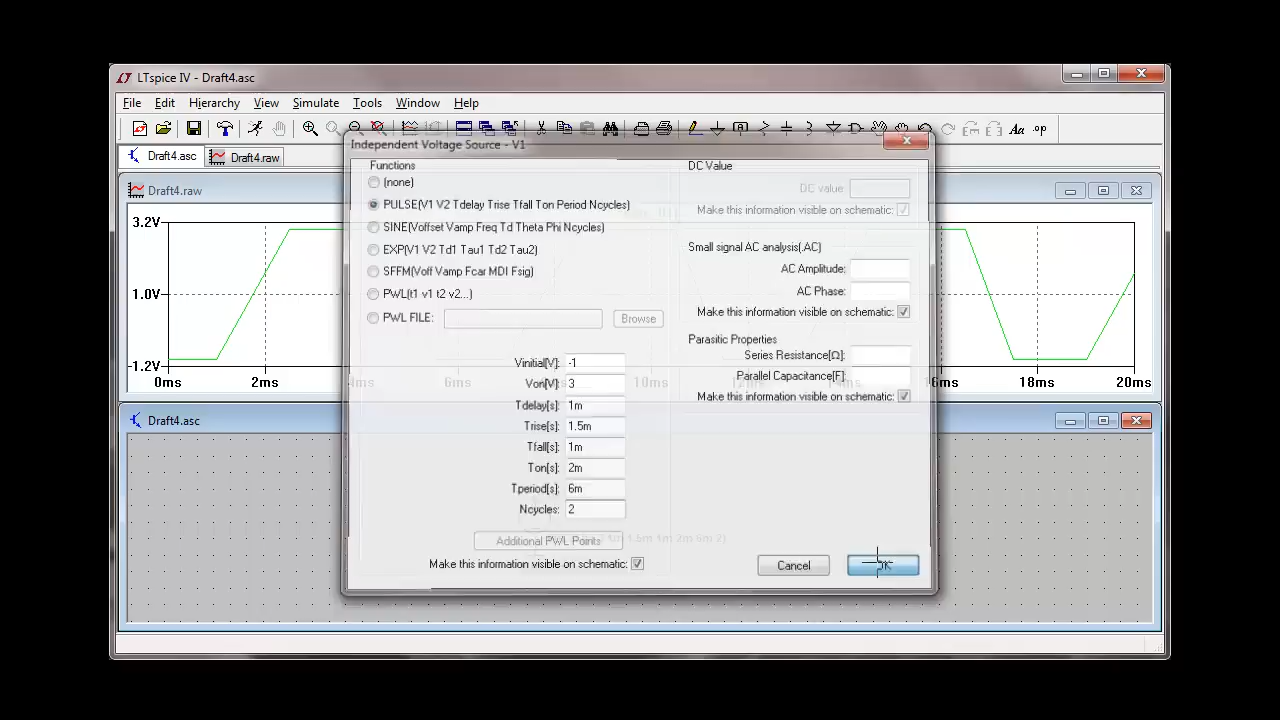 LTspice IV - Draft4.asc
File Edit Hierarchy View Simulate Tools Window Help
Draft4.asc Draft4.raw
Independent Voltage Source - V1
Draft4.raw
3.2V
1.0V
-1.2V
0ms 2ms 4ms 6ms 10ms 16ms 18ms 20ms
Draft4.asc
Functions
(none)
PULSE(V1 V2 Tdelay Trise Tfall Ton Period Ncycles)
SINE(Voffset Vamp Freq Td Theta Phi Ncycles)
EXP(V1 V2 Td1 Tau1 Td2 Tau2)
SFFM(Voff Vamp Fcar MDI Fsig)
PWL(t1 v1 t2 v2...)
PWL FILE: Browse
Vinitial[V]: -1
Von[V]: 3
Tdelay[s]: 1m
Trise[s]: 1.5m
Tfall[s]: 1m
Ton[s]: 2m
Tperiod[s]: 6m
Ncycles: 2
Additional PWL Points
Make this information visible on schematic:
DC Value
DC value
Make this information visible on schematic:
Small signal AC analysis(.AC)
AC Amplitude:
AC Phase:
Make this information visible on schematic:
Parasitic Properties
Series Resistance[Ω]:
Parallel Capacitance[F]:
Make this information visible on schematic:
Cancel OK